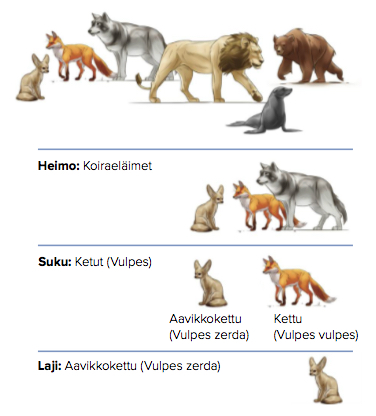 Heimo: Koiraeläimet
Suku: Ketut (Vulpes)
Aavikkokettu
(Vulpes zerda)
Kettu
(Vulpes vulpes)
Laji: Aavikkokettu (Vulpes zerda)